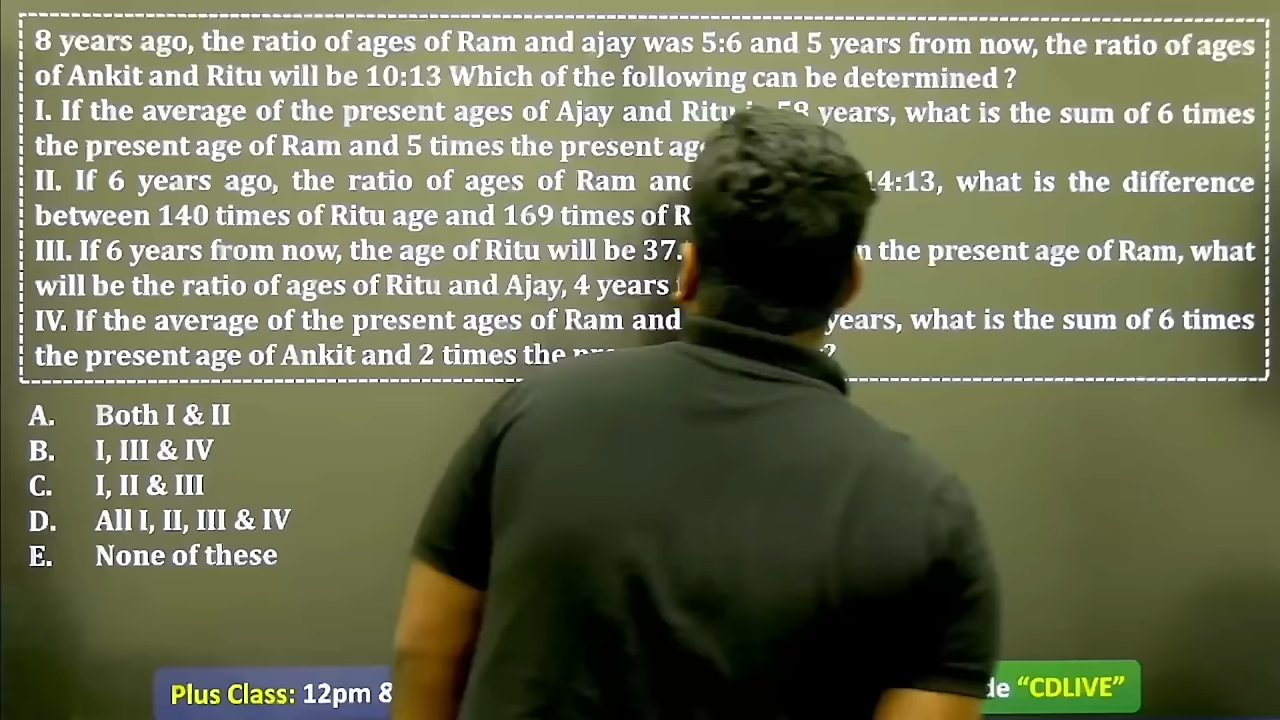 8 years ago, the ratio of ages of Ram and ajay was 5:6 and 5 years from now, the ratio of ages
of Ankit and Ritu will be 10:13 Which of the following can be determined ?
I. If the average of the present ages of Ajay and Ritu is 58 years, what is the sum of 6 times
the present age of Ram and 5 times the present
II. If 6 years ago, the ratio of ages of Ram and 14:13, what is the difference
between 140 times of Ritu age and 169 times of
III. If 6 years from now, the age of Ritu will be 37. the present age of Ram, what
will be the ratio of ages of Ritu and Ajay, 4 years
IV. If the average of the present ages of Ram and years, what is the sum of 6 times
the present age of Ankit and 2 times the ?
A. Both I & II
B. I, III & IV
C. I, II & III
D. All I, II, III & IV
E. None of these
Plus Class: 12pm & “CDLIVE”